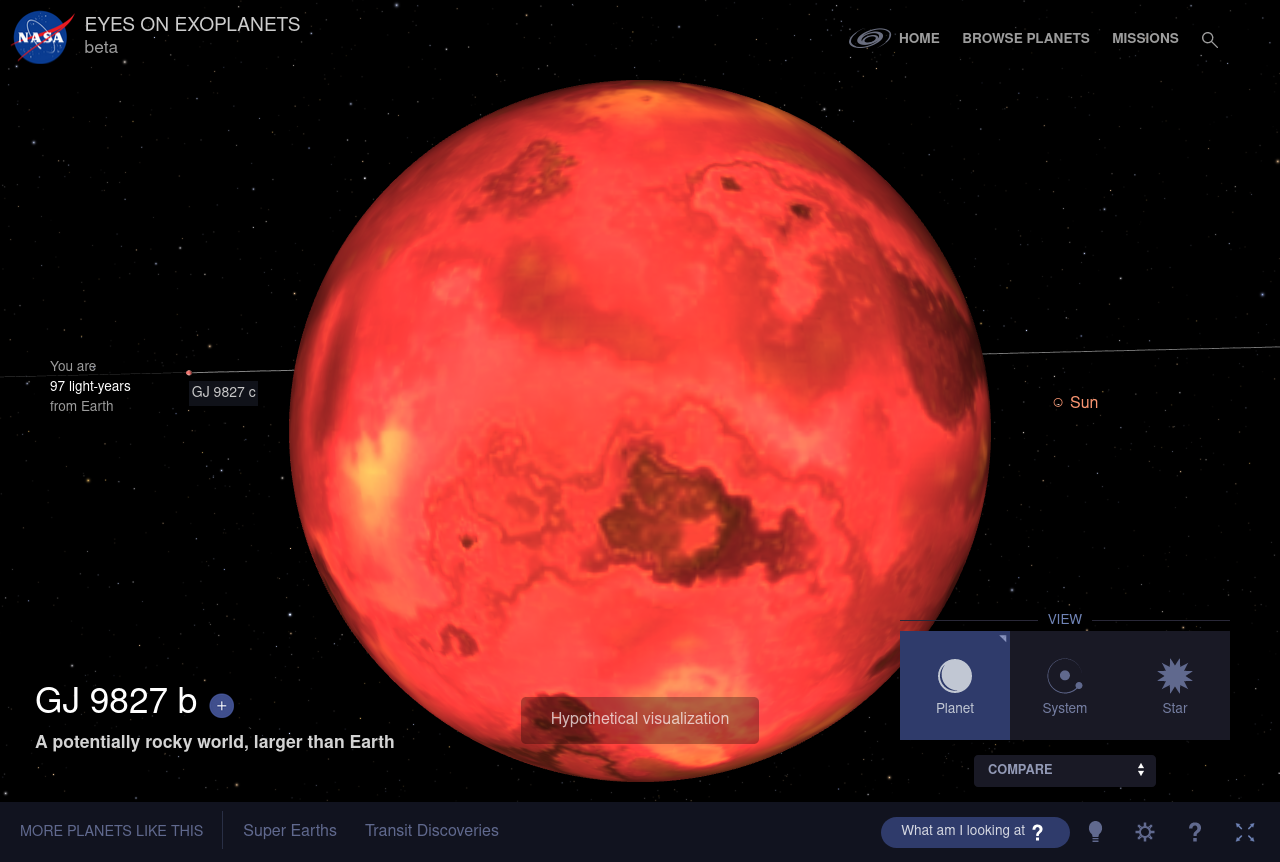 NASA
EYES ON EXOPLANETS
beta
HOME
BROWSE PLANETS
MISSIONS
You are
97 light-years
from Earth
GJ 9827 c
Sun
VIEW
Planet
System
Star
GJ 9827 b +
A potentially rocky world, larger than Earth
Hypothetical visualization
COMPARE
MORE PLANETS LIKE THIS
Super Earths
Transit Discoveries
What am I looking at ?
?